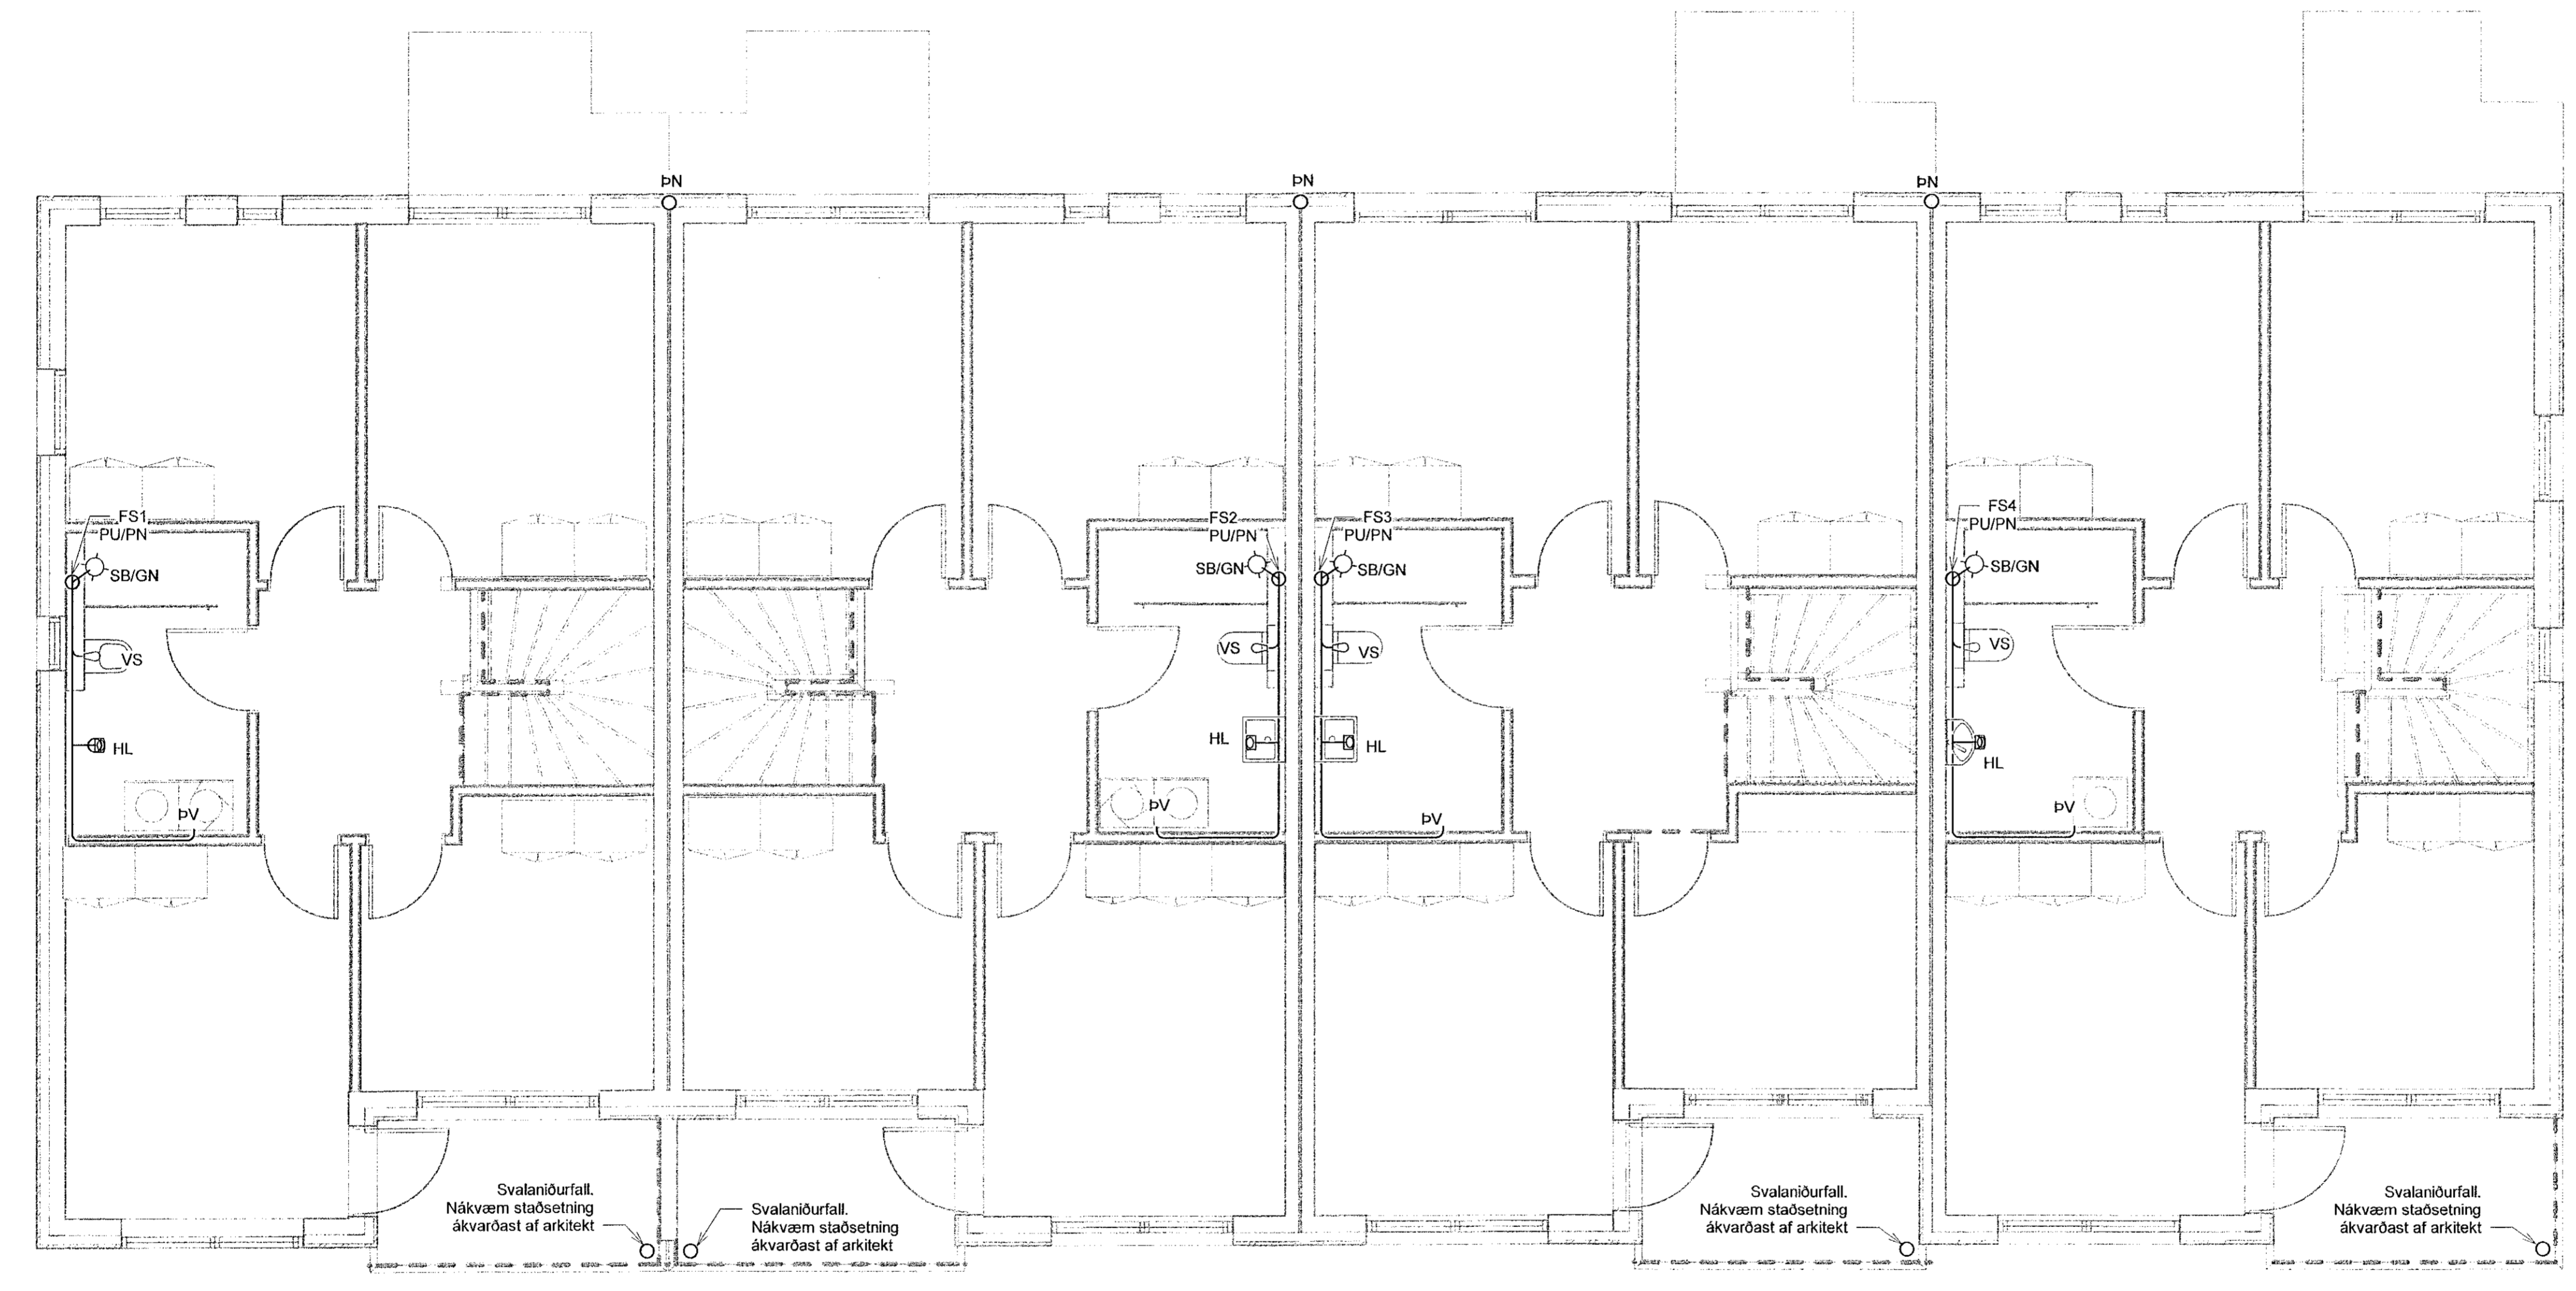 ÞN
ÞN
ÞN
FS1
PU/PN
SB/GN
VS
HL
ÞV
FS2
PU/PN
SB/GN
VS
HL
ÞV
FS3
PU/PN
SB/GN
VS
HL
ÞV
FS4
PU/PN
SB/GN
VS
HL
ÞV
Svalaniðurfall.
Nákvæm staðsetning
ákvarðast af arkitekt
Svalaniðurfall.
Nákvæm staðsetning
ákvarðast af arkitekt
Svalaniðurfall.
Nákvæm staðsetning
ákvarðast af arkitekt
Svalaniðurfall.
Nákvæm staðsetning
ákvarðast af arkitekt